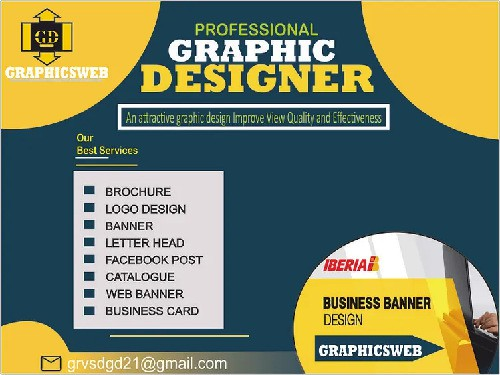 GD
GRAPHICSWEB
PROFESSIONAL
GRAPHIC
DESIGNER
An attractive graphic design Improve View Quality and Effectiveness
Our
Best Services
BROCHURE
LOGO DESIGN
BANNER
LETTER HEAD
FACEBOOK POST
CATALOGUE
WEB BANNER
BUSINESS CARD
IBERIA
BUSINESS BANNER
DESIGN
GRAPHICSWEB
grvsdgd21@gmail.com